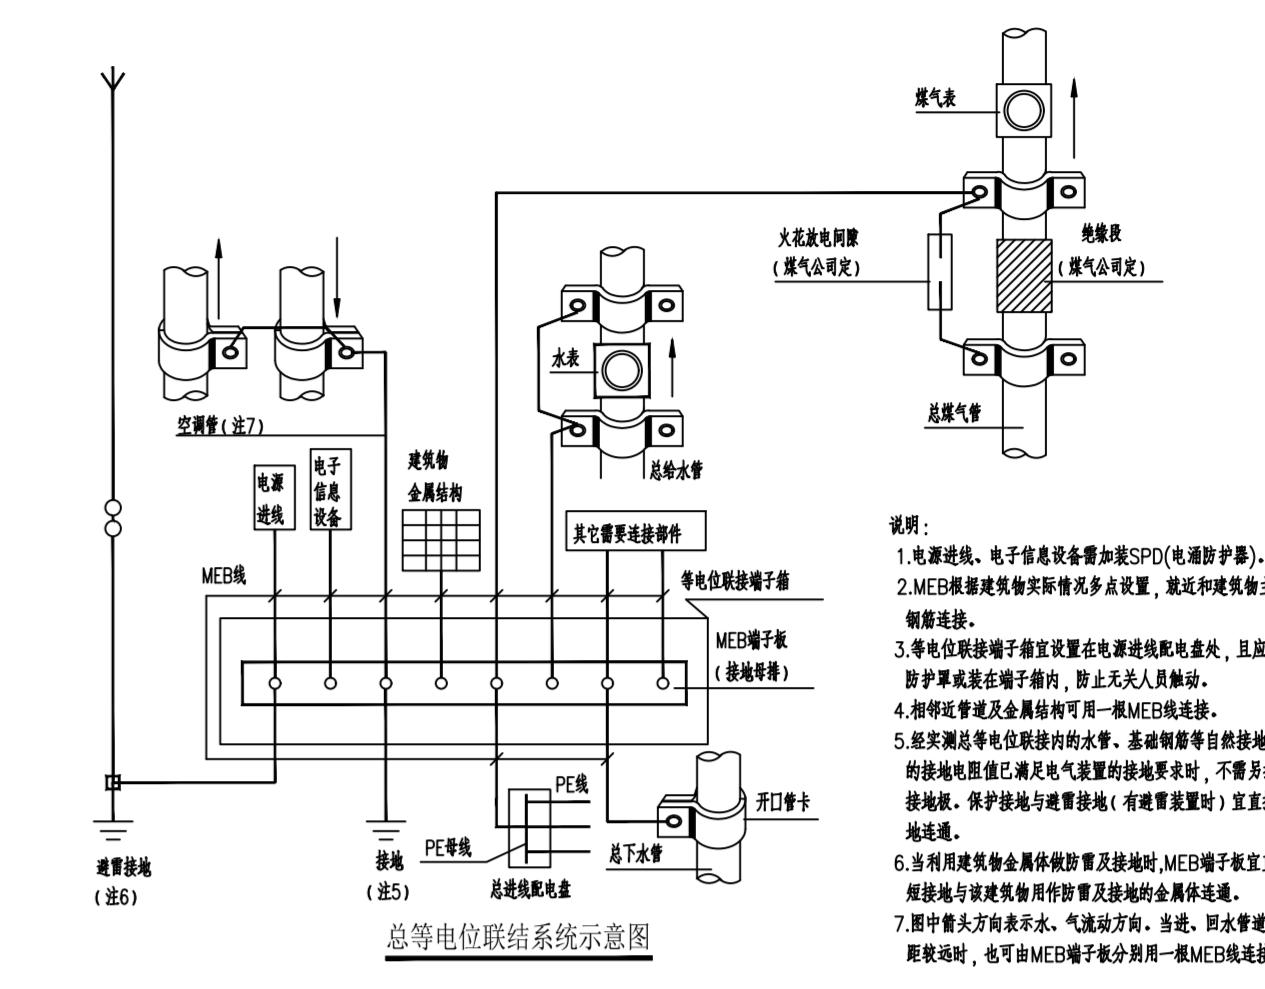 煤气表
火花放电间隙
(煤气公司定)
绝缘段
(煤气公司定)
水表
总煤气管
空调管(注7)
总给水管
电源
进线
电子
信息
设备
建筑物
金属结构
其它需要连接部件
MEB线
等电位联接端子箱
MEB端子板
(接地母排)
PE线
开口管卡
PE母线
总下水管
避雷接地
(注6)
接地
(注5)
总进线配电盘
总等电位联结系统示意图
说明:
1.电源进线、电子信息设备需加装SPD(电涌防护器).
2.MEB根据建筑物实际情况多点设置,就近和建筑物主
钢筋连接。
3.等电位联接端子箱宜设置在电源进线配电盘处,且应
防护罩或装在端子箱内,防止无关人员触动。
4.相邻近管道及金属结构可用一根MEB线连接。
5.经实测总等电位联接内的水管、基础钢筋等自然接地
的接地电阻值已满足电气装置的接地要求时,不需另
接地极。保护接地与避雷接地(有避雷装置时)宜直
地连通。
6.当利用建筑物金属体做防雷及接地时,MEB端子板宜
短接地与该建筑物用作防雷及接地的金属体连通。
7.图中箭头方向表示水、气流动方向。当进、回水管道
距较远时,也可由MEB端子板分别用一根MEB线连接